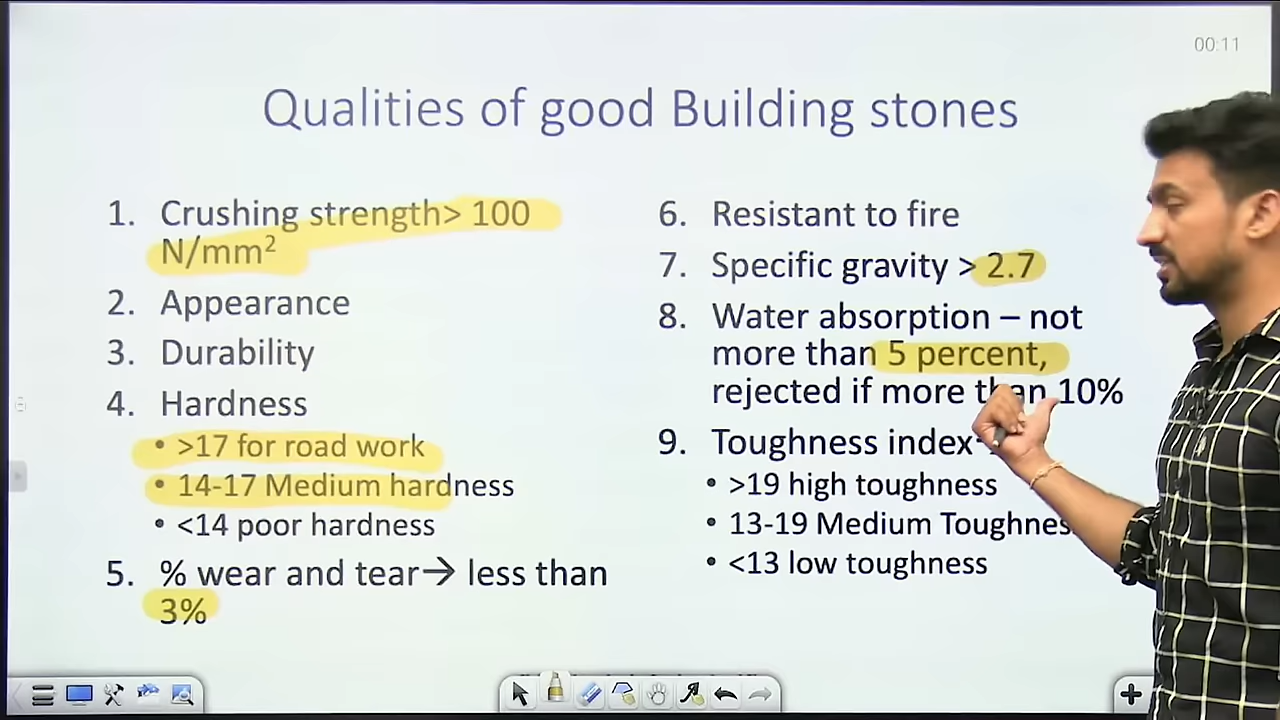 00:11
Qualities of good Building stones
1. Crushing strength> 100
N/mm²
2. Appearance
3. Durability
4. Hardness
• >17 for road work
• 14-17 Medium hardness
• <14 poor hardness
5. % wear and tear→ less than
3%
6. Resistant to fire
7. Specific gravity > 2.7
8. Water absorption – not
more than 5 percent,
rejected if more than 10%
9. Toughness index
• >19 high toughness
• 13-19 Medium Toughnes
• <13 low toughness